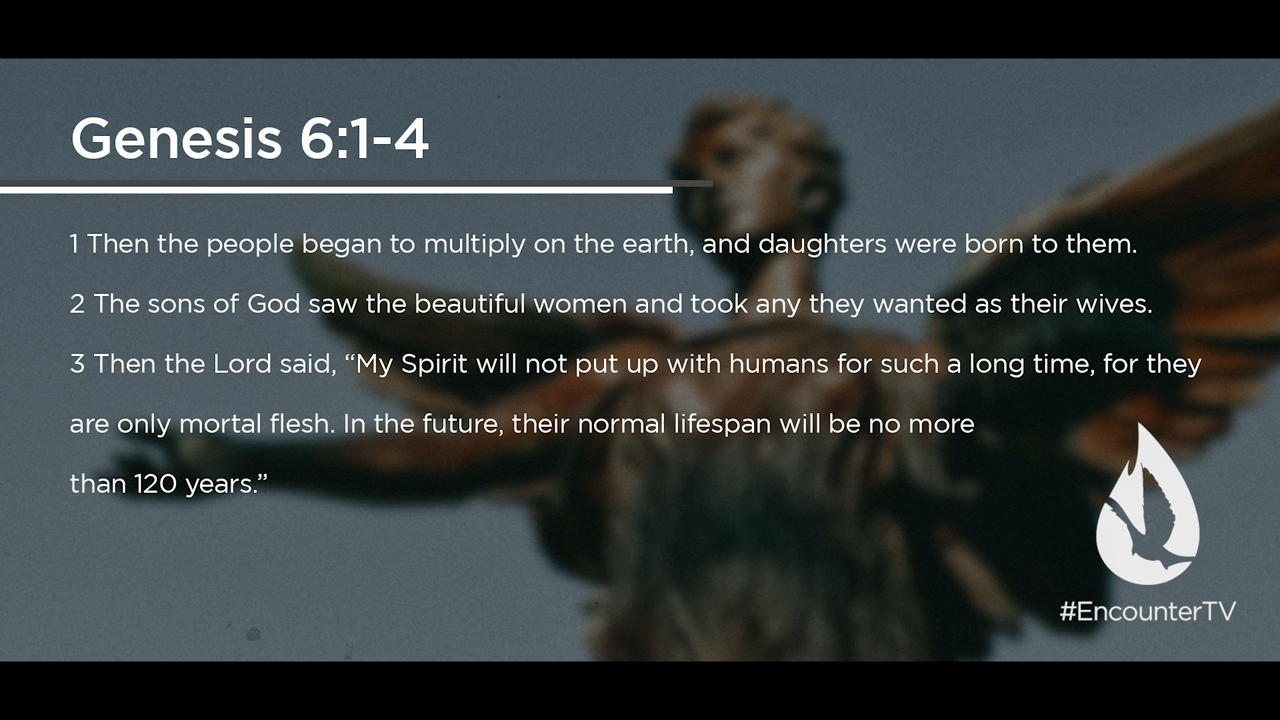 Genesis 6:1-4
1 Then the people began to multiply on the earth, and daughters were born to them.
2 The sons of God saw the beautiful women and took any they wanted as their wives.
3 Then the Lord said, “My Spirit will not put up with humans for such a long time, for they
are only mortal flesh. In the future, their normal lifespan will be no more
than 120 years.”
#EncounterTV